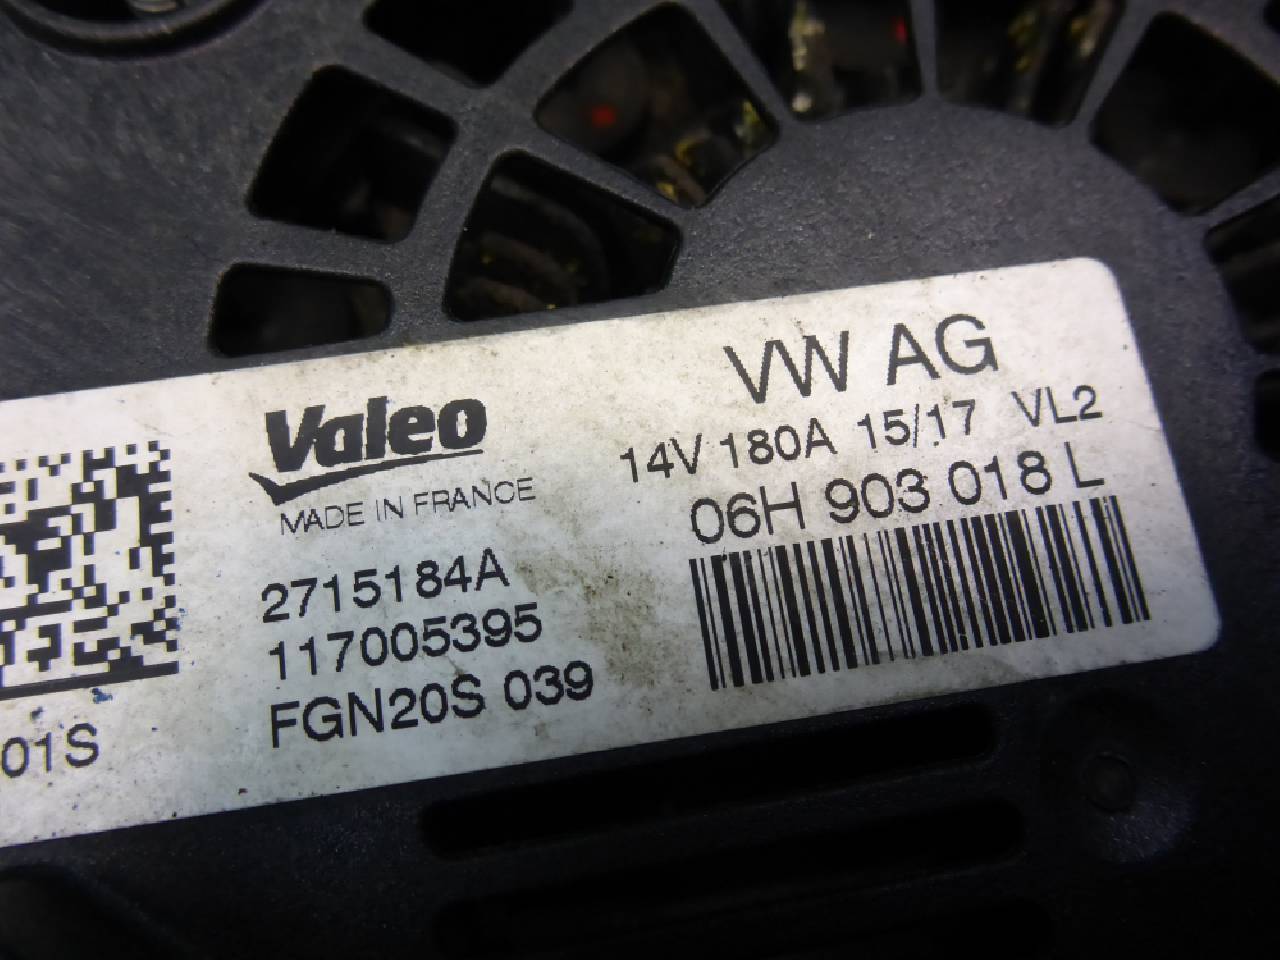 Valeo
MADE IN FRANCE
2715184A
117005395
FGN20S 039
01S
VW AG
14V 180A 15/17 VL2
06H 903 018 L